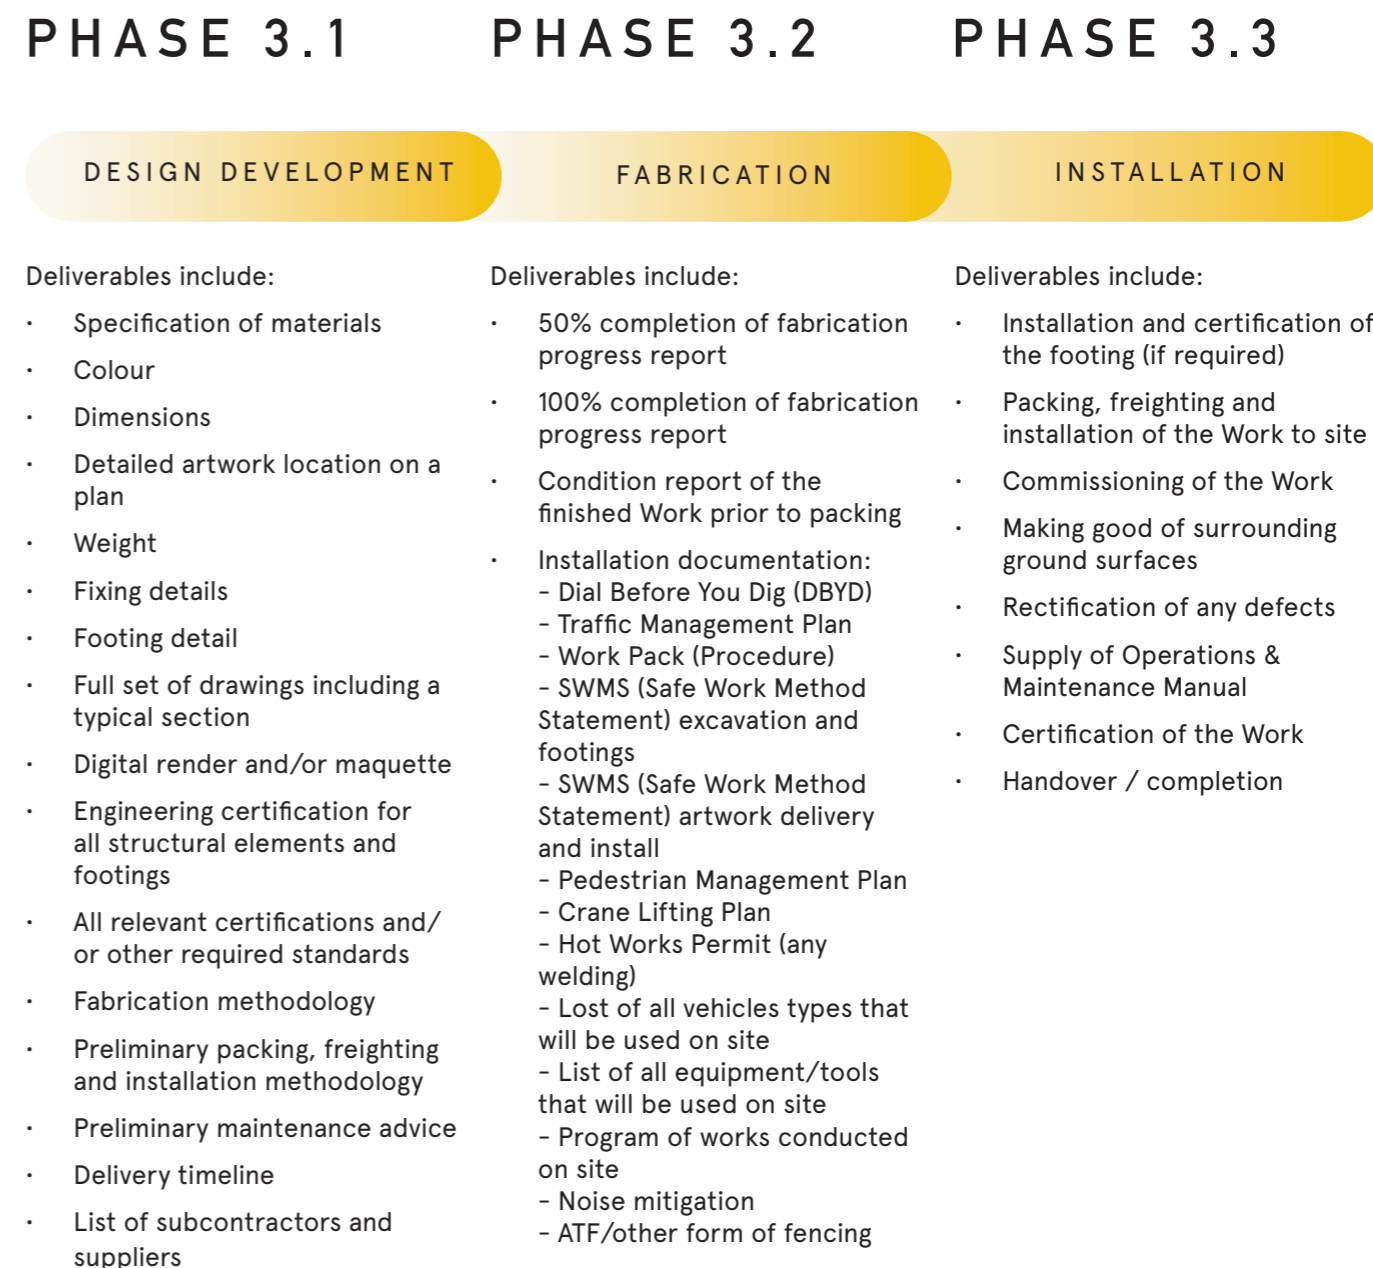 PHASE 3.1
DESIGN DEVELOPMENT
Deliverables include:
· Specification of materials
· Colour
· Dimensions
· Detailed artwork location on a
plan
· Weight
· Fixing details
· Footing detail
· Full set of drawings including a
typical section
· Digital render and/or maquette
· Engineering certification for
all structural elements and
footings
· All relevant certifications and/
or other required standards
· Fabrication methodology
· Preliminary packing, freighting
and installation methodology
· Preliminary maintenance advice
· Delivery timeline
· List of subcontractors and
suppliers
PHASE 3.2
FABRICATION
Deliverables include:
· 50% completion of fabrication
progress report
· 100% completion of fabrication
progress report
· Condition report of the
finished Work prior to packing
· Installation documentation:
- Dial Before You Dig (DBYD)
- Traffic Management Plan
- Work Pack (Procedure)
- SWMS (Safe Work Method
Statement) excavation and
footings
- SWMS (Safe Work Method
Statement) artwork delivery
and install
- Pedestrian Management Plan
- Crane Lifting Plan
- Hot Works Permit (any
welding)
- Lost of all vehicles types that
will be used on site
- List of all equipment/tools
that will be used on site
- Program of works conducted
on site
- Noise mitigation
- ATF/other form of fencing
PHASE 3.3
INSTALLATION
Deliverables include:
· Installation and certification of
the footing (if required)
· Packing, freighting and
installation of the Work to site
· Commissioning of the Work
· Making good of surrounding
ground surfaces
· Rectification of any defects
· Supply of Operations &
Maintenance Manual
· Certification of the Work
· Handover / completion